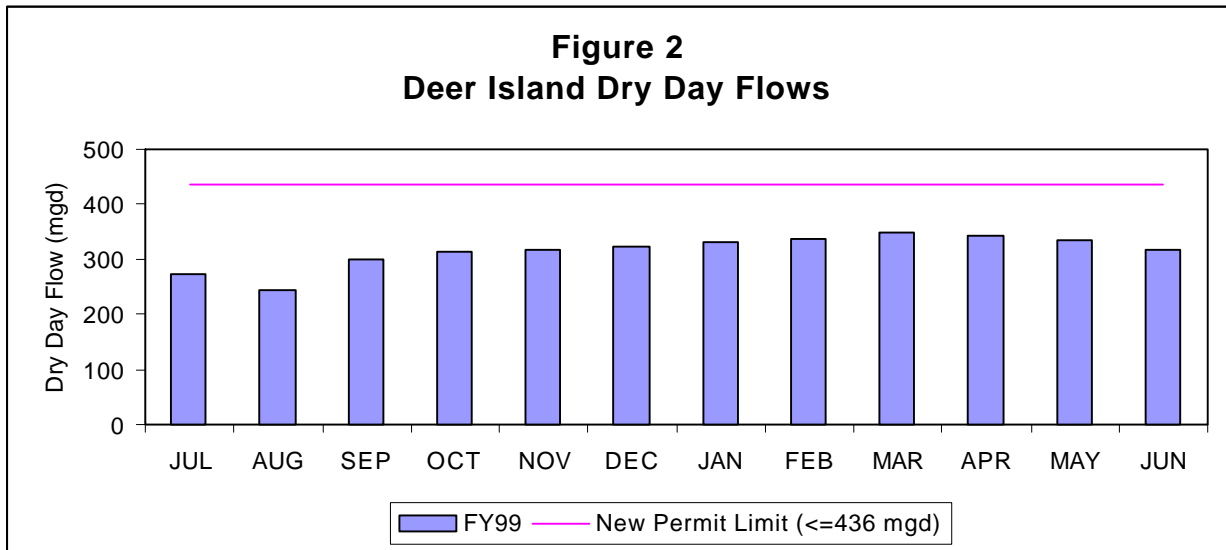 Figure 2
Deer Island Dry Day Flows
Dry Day Flow (mgd)
500
400
300
200
100
0
JUL AUG SEP OCT NOV DEC JAN FEB MAR APR MAY JUN
FY99 New Permit Limit (<=436 mgd)